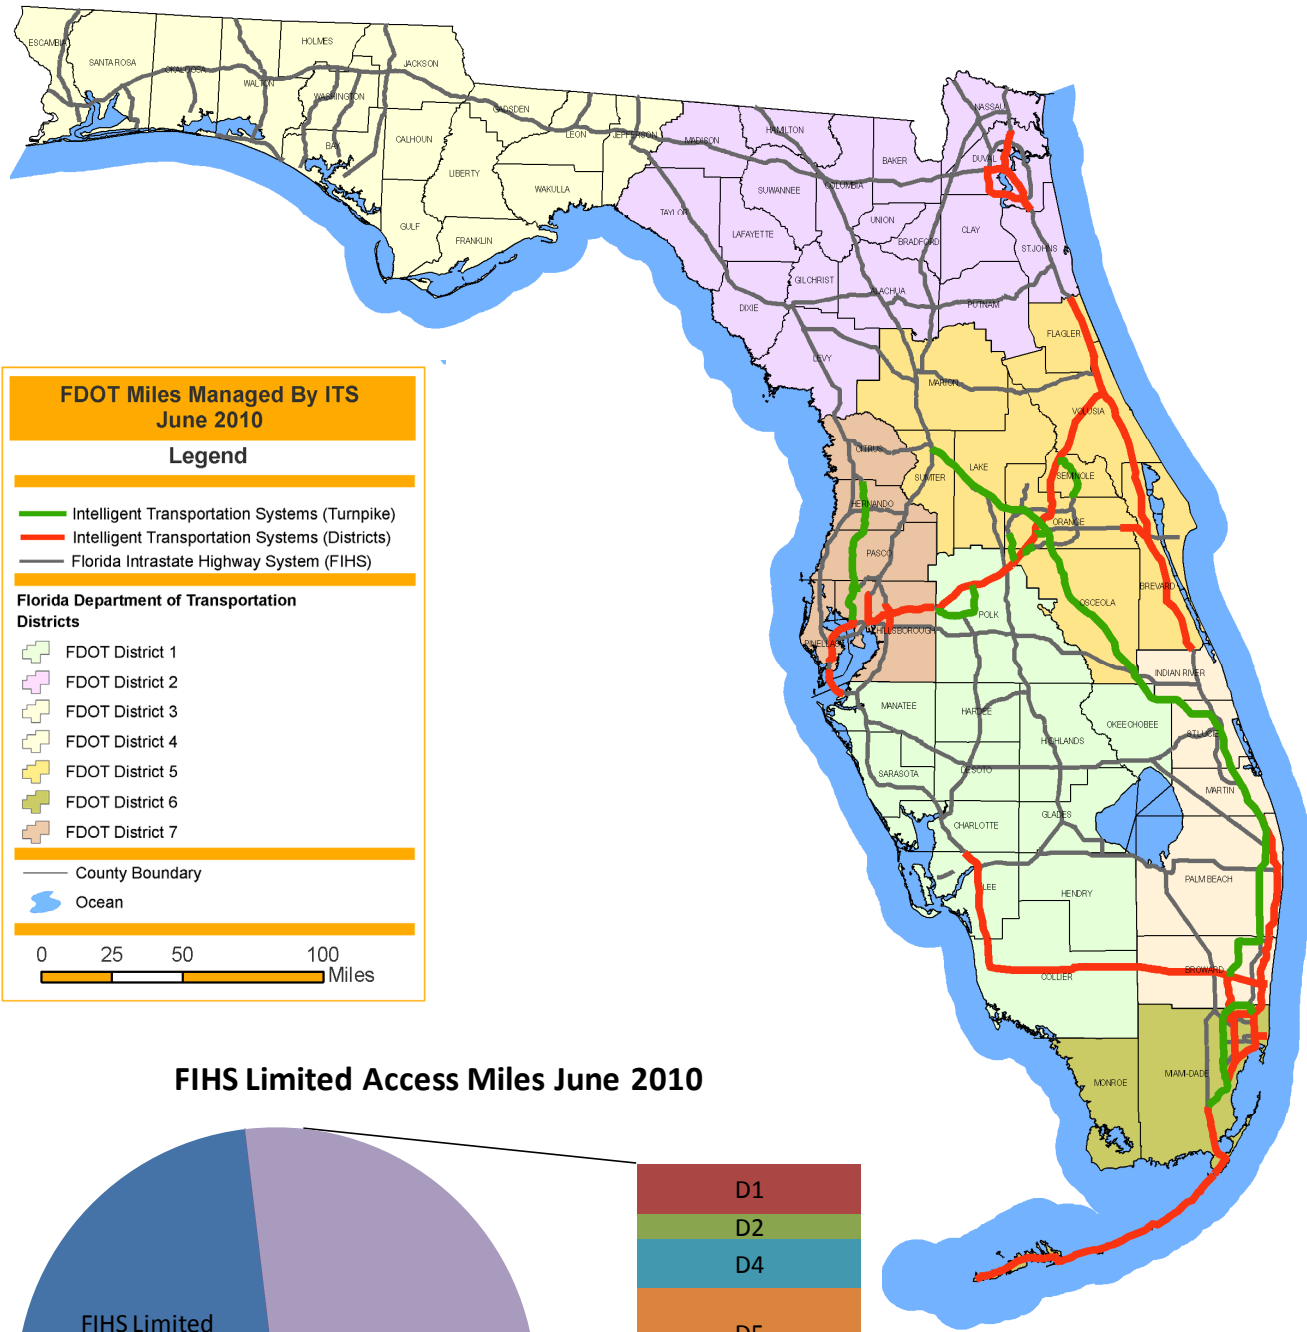 ESCAMBIA
SANTA ROSA
OKALOOSA
WALTON
HOLMES
WASHINGTON
JACKSON
BAY
CALHOUN
GULF
LIBERTY
FRANKLIN
GADSDEN
LEON
WAKULLA
JEFFERSON
MADISON
TAYLOR
HAMILTON
SUWANNEE
LAFAYETTE
DIXIE
COLUMBIA
BAKER
UNION
BRADFORD
GILCHRIST
ALACHUA
LEVY
NASSAU
DUVAL
CLAY
ST.JOHNS
PUTNAM
FLAGLER
MARION
VOLUSIA
CITRUS
SUMTER
LAKE
SEMINOLE
HERNANDO
ORANGE
PASCO
BREVARD
OSCEOLA
POLK
PINELLAS
HILLSBOROUGH
INDIAN RIVER
MANATEE
HARDEE
OKEECHOBEE
HIGHLANDS
ST.LUCIE
SARASOTA
DESOTO
MARTIN
CHARLOTTE
GLADES
LEE
HENDRY
PALM BEACH
COLLIER
BROWARD
MONROE
MIAMI-DADE
FDOT Miles Managed By ITS
June 2010
Legend
Intelligent Transportation Systems (Turnpike)
Intelligent Transportation Systems (Districts)
Florida Intrastate Highway System (FIHS)
Florida Department of Transportation
Districts
FDOT District 1
FDOT District 2
FDOT District 3
FDOT District 4
FDOT District 5
FDOT District 6
FDOT District 7
County Boundary
Ocean
0 25 50 100
Miles
FIHS Limited Access Miles June 2010
FIHS Limited
D1
D2
D4
D5